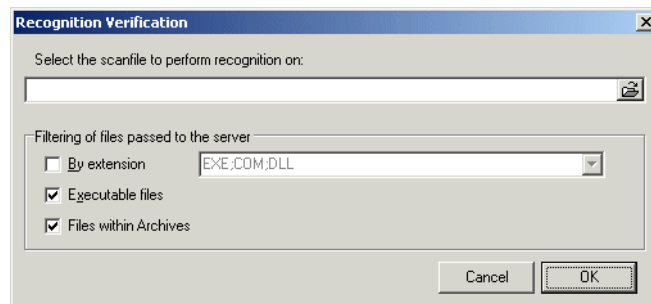 Recognition Verification
Select the scanfile to perform recognition on:
Filtering of files passed to the server
By extension
EXE;COM;DLL
Executable files
Files within Archives
Cancel
OK